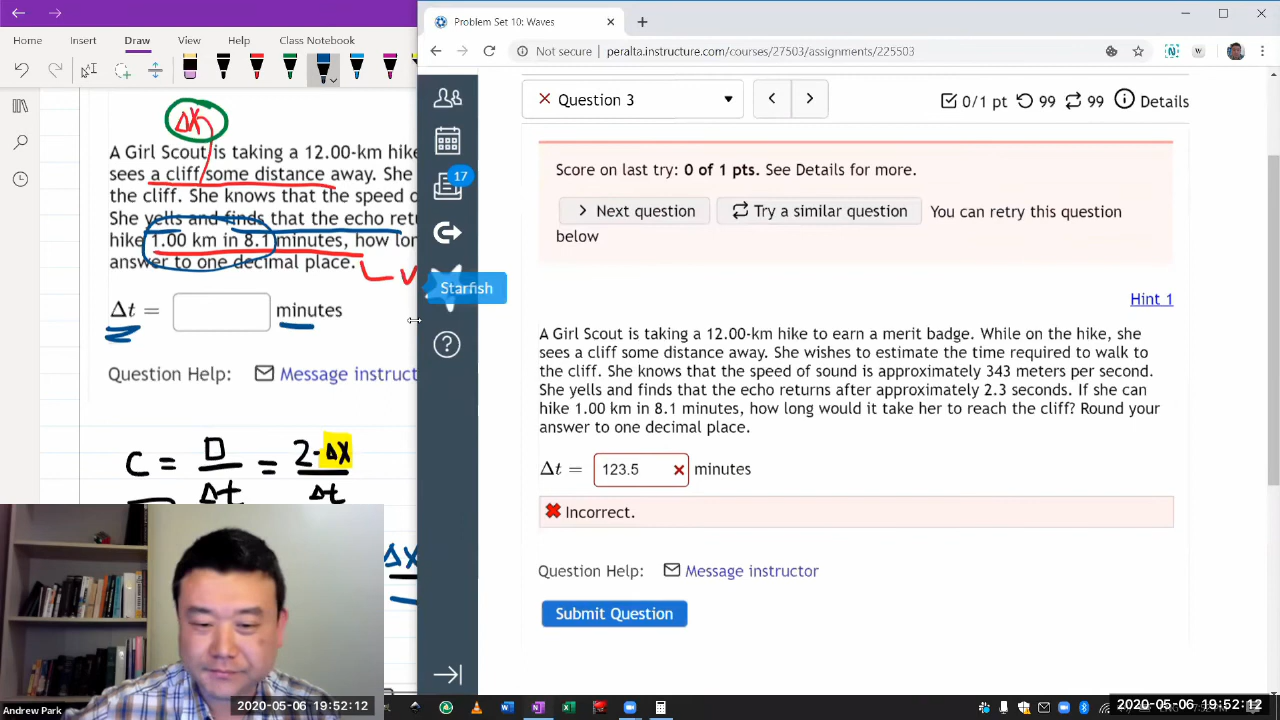 Problem Set 10: Waves
Home Insert Draw View
Not secure | peralta.instructure.com/courses/27503/assignments/225503
Δx
A Girl Scout is taking a 12.00-km hike
sees a cliff some distance away. She
the cliff. She knows that the speed o
She yells and finds that the echo retu
hike 1.00 km in 8.1 minutes, how lon
answer to one decimal place.
Δt = minutes
Question Help: Message instruct
C = D/Δt = 2·Δx/Δt
Δx
17
Starfish
Question 3
0/1 pt 99 99 Details
Score on last try: 0 of 1 pts. See Details for more.
Next question Try a similar question You can retry this question
below
Hint 1
A Girl Scout is taking a 12.00-km hike to earn a merit badge. While on the hike, she
sees a cliff some distance away. She wishes to estimate the time required to walk to
the cliff. She knows that the speed of sound is approximately 343 meters per second.
She yells and finds that the echo returns after approximately 2.3 seconds. If she can
hike 1.00 km in 8.1 minutes, how long would it take her to reach the cliff? Round your
answer to one decimal place.
Δt = 123.5 minutes
Incorrect.
Question Help: Message instructor
Submit Question
Andrew Park
2020-05-06 19:52:12
2020-05-06 19:52:12